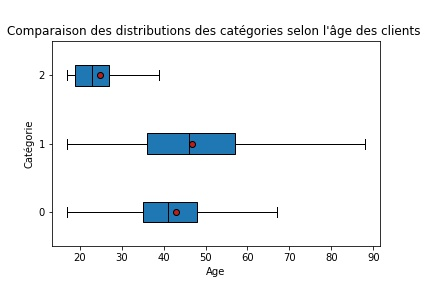 Comparaison des distributions des catégories selon l'âge des clients
Catégorie
2
1
0
20 30 40 50 60 70 80 90
Age